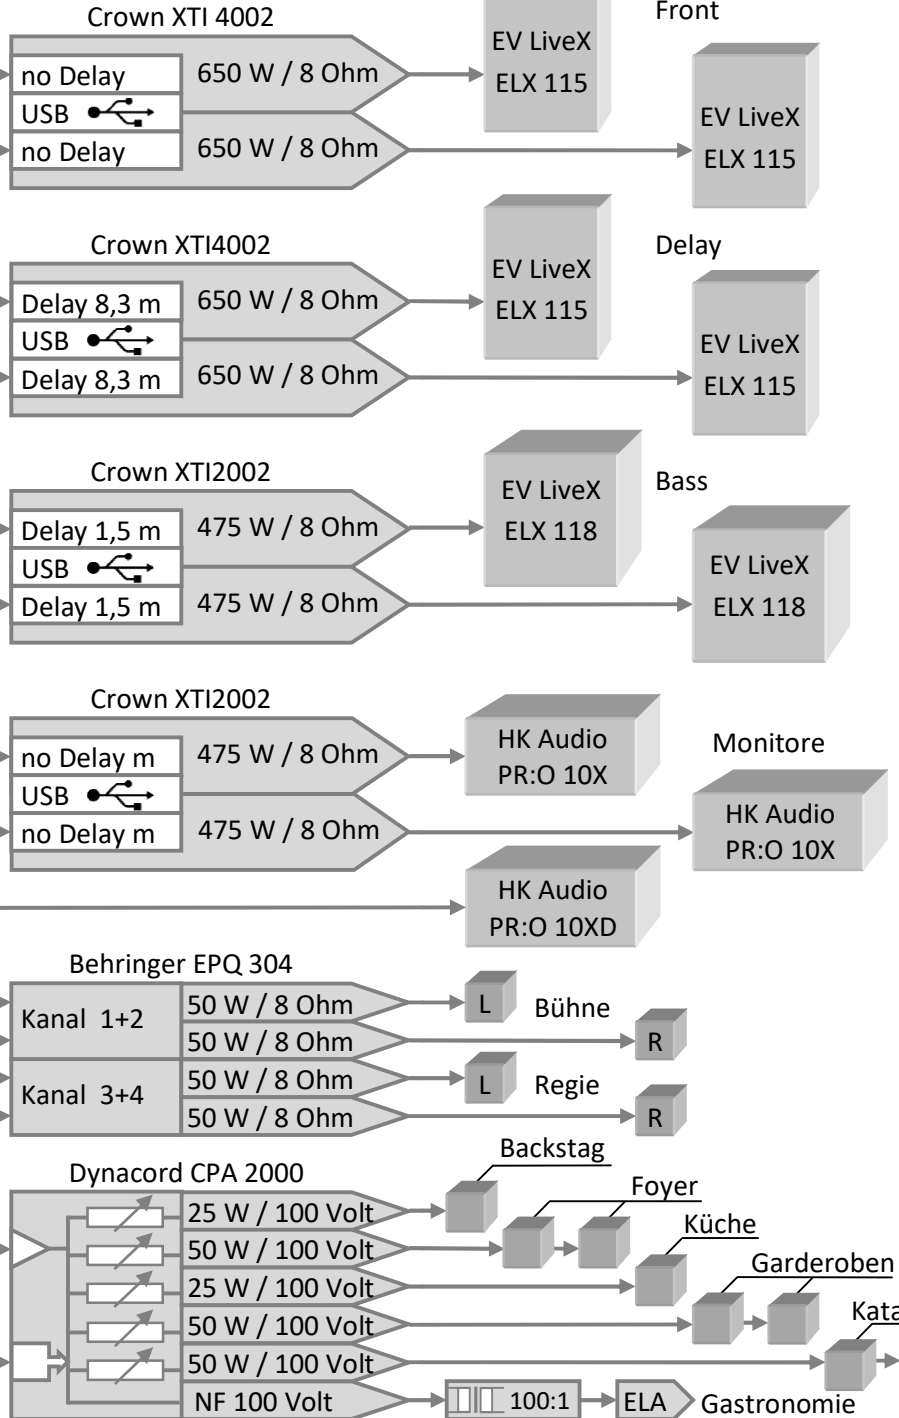 Crown XTI 4002
Front
no Delay
USB
no Delay
650 W / 8 Ohm
650 W / 8 Ohm
EV LiveX
ELX 115
EV LiveX
ELX 115
Crown XTI4002
Delay
Delay 8,3 m
USB
Delay 8,3 m
650 W / 8 Ohm
650 W / 8 Ohm
EV LiveX
ELX 115
EV LiveX
ELX 115
Crown XTI2002
Bass
Delay 1,5 m
USB
Delay 1,5 m
475 W / 8 Ohm
475 W / 8 Ohm
EV LiveX
ELX 118
EV LiveX
ELX 118
Crown XTI2002
Monitore
no Delay m
USB
no Delay m
475 W / 8 Ohm
475 W / 8 Ohm
HK Audio
PR:O 10X
HK Audio
PR:O 10X
HK Audio
PR:O 10XD
Behringer EPQ 304
Kanal 1+2
50 W / 8 Ohm
L
Bühne
50 W / 8 Ohm
R
Kanal 3+4
50 W / 8 Ohm
L
Regie
50 W / 8 Ohm
R
Dynacord CPA 2000
Backstag
25 W / 100 Volt
Foyer
50 W / 100 Volt
Küche
25 W / 100 Volt
Garderoben
50 W / 100 Volt
Kata
50 W / 100 Volt
NF 100 Volt
100:1
ELA
Gastronomie